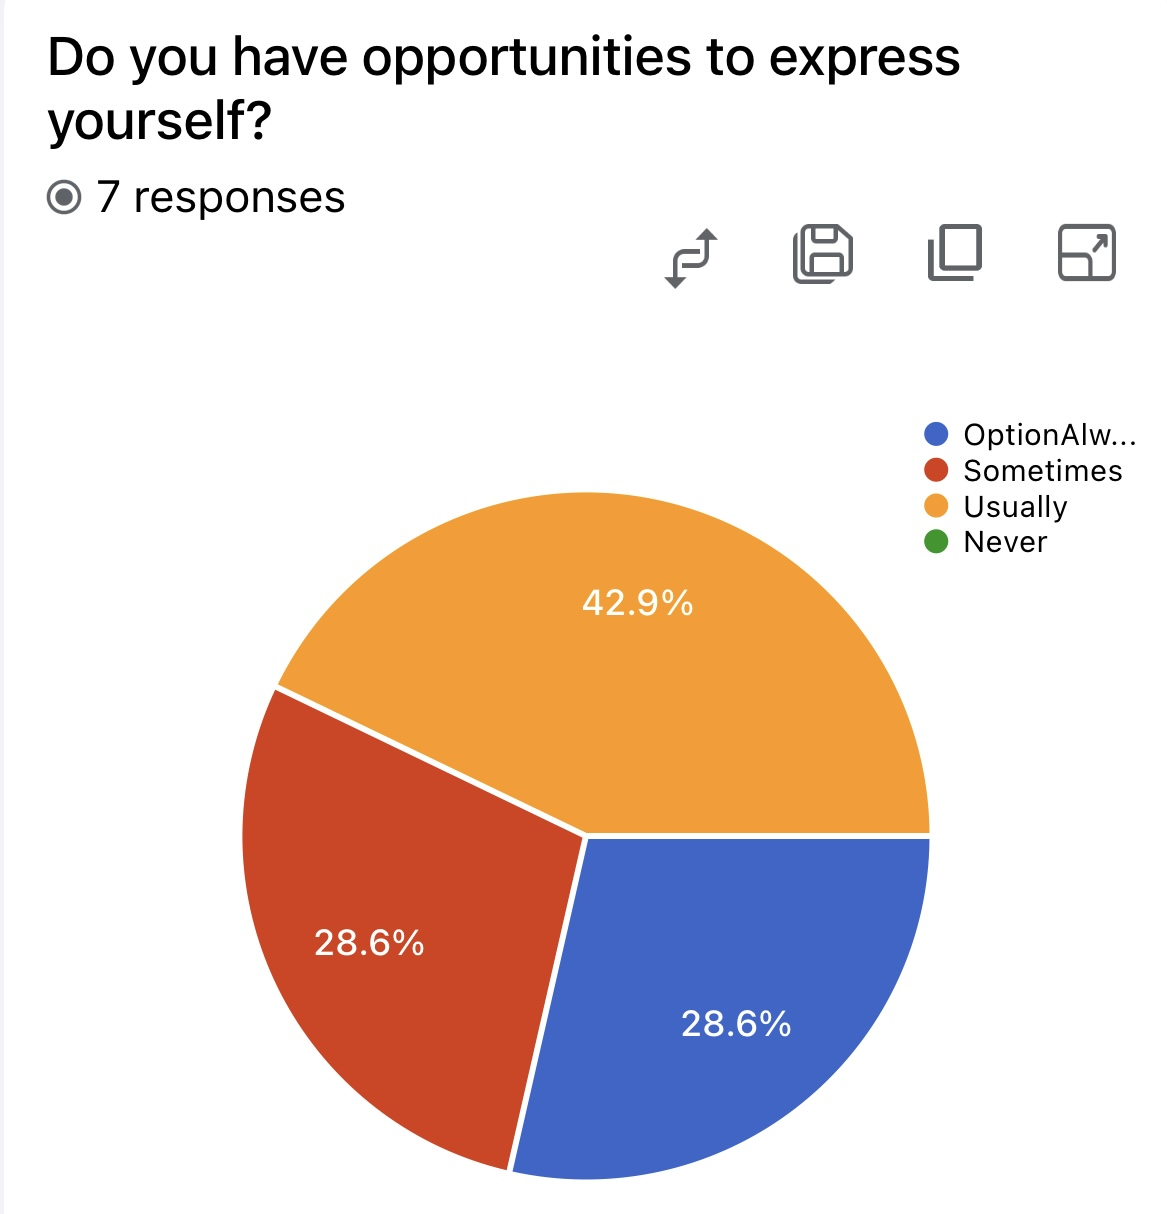 Do you have opportunities to express
yourself?
7 responses
OptionAlw...
Sometimes
Usually
Never
42.9%
28.6%
28.6%